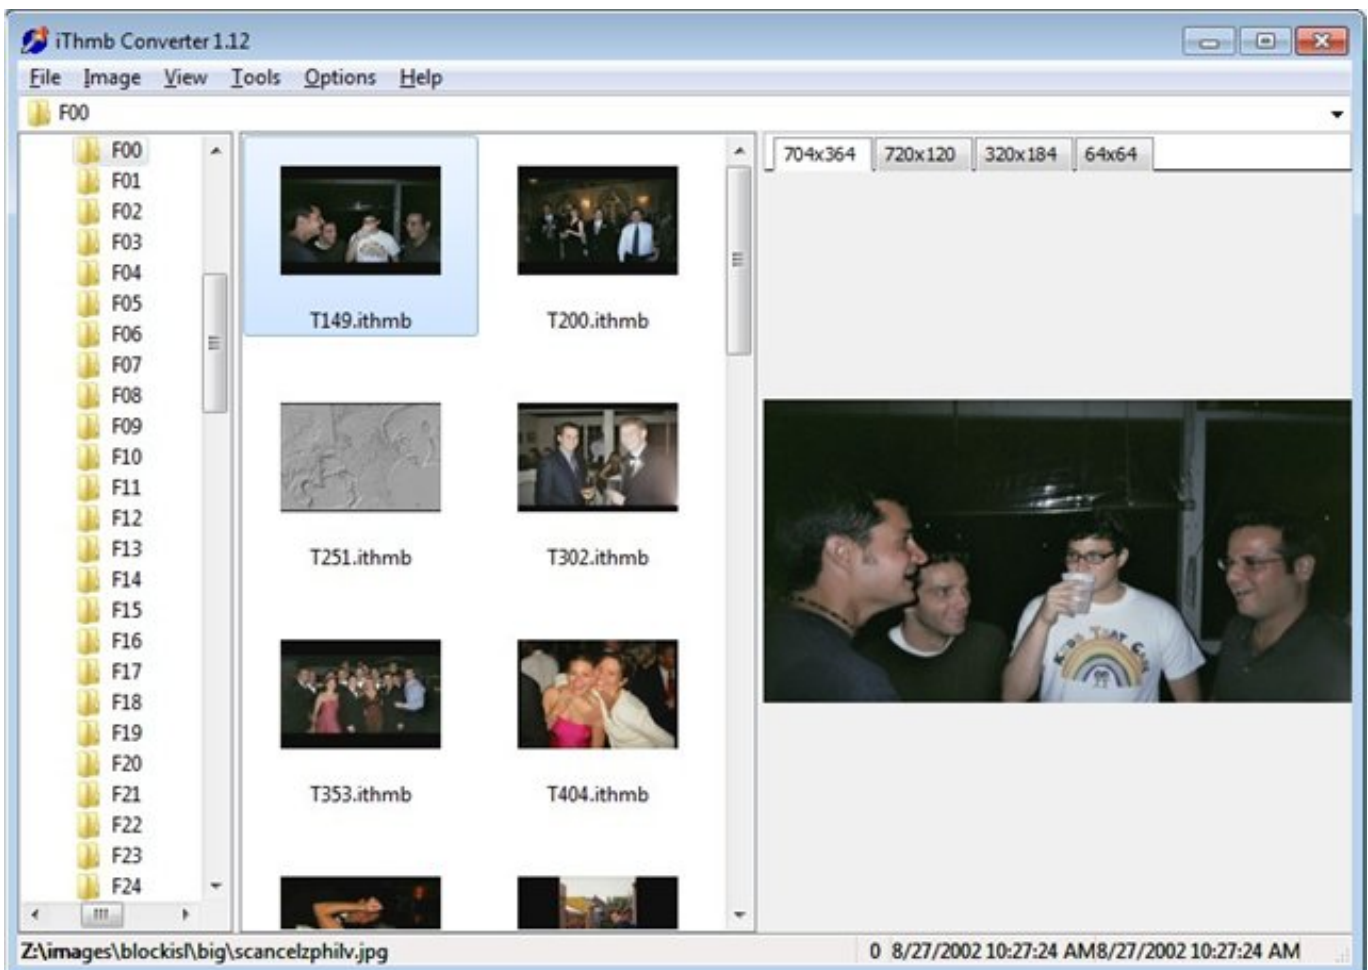 iThmb Converter 1.12
File Image View Tools Options Help
F00
F00
F01
F02
F03
F04
F05
F06
F07
F08
F09
F10
F11
F12
F13
F14
F15
F16
F17
F18
F19
F20
F21
F22
F23
F24
T149.ithmb T200.ithmb
T251.ithmb T302.ithmb
T353.ithmb T404.ithmb
704x364 720x120 320x184 64x64
KIDS THAT CARE
Z:\images\blockisl\big\scancelzphilv.jpg 0 8/27/2002 10:27:24 AM8/27/2002 10:27:24 AM